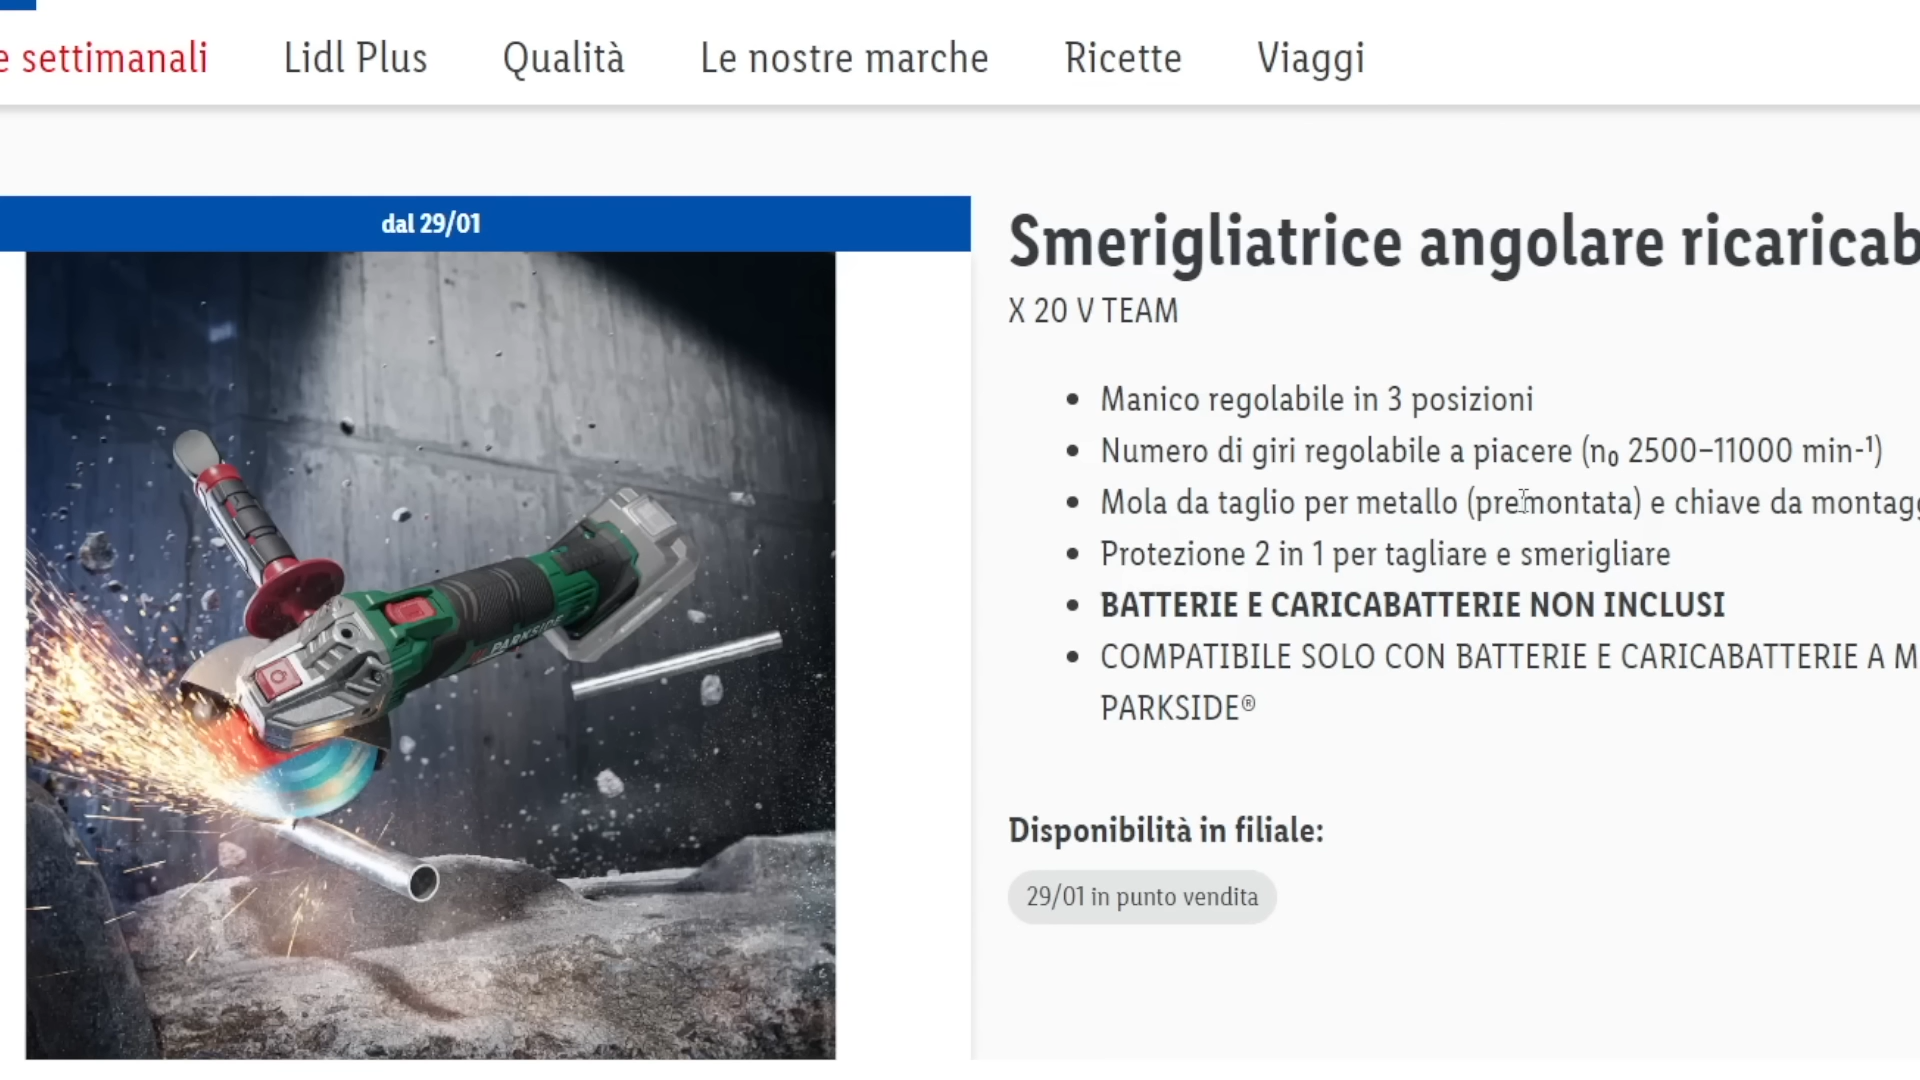 settimanali Lidl Plus Qualità Le nostre marche Ricette Viaggi
dal 29/01
Smerigliatrice angolare ricaricab
X 20 V TEAM
Manico regolabile in 3 posizioni
Numero di giri regolabile a piacere (n₀ 2500–11000 min-¹)
Mola da taglio per metallo (premontata) e chiave da montagg
Protezione 2 in 1 per tagliare e smerigliare
BATTERIE E CARICABATTERIE NON INCLUSI
COMPATIBILE SOLO CON BATTERIE E CARICABATTERIE A M
PARKSIDE®
PARKSIDE
Disponibilità in filiale:
29/01 in punto vendita